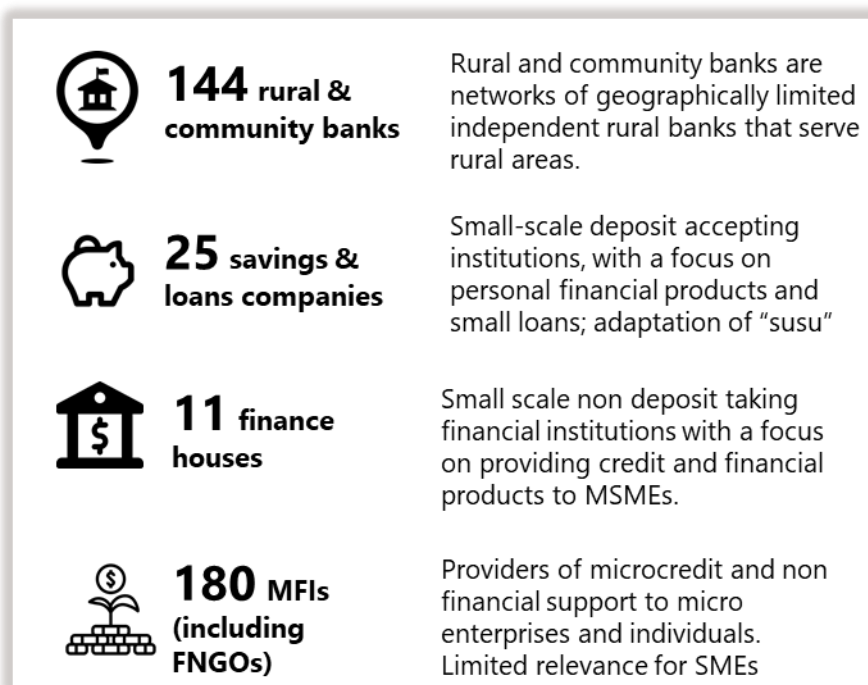 144 rural &
community banks
Rural and community banks are
networks of geographically limited
independent rural banks that serve
rural areas.
25 savings &
loans companies
Small-scale deposit accepting
institutions, with a focus on
personal financial products and
small loans; adaptation of “susu”
$
11 finance
houses
Small scale non deposit taking
financial institutions with a focus
on providing credit and financial
products to MSMEs.
$
180 MFIs
(including
FNGOs)
Providers of microcredit and non
financial support to micro
enterprises and individuals.
Limited relevance for SMEs